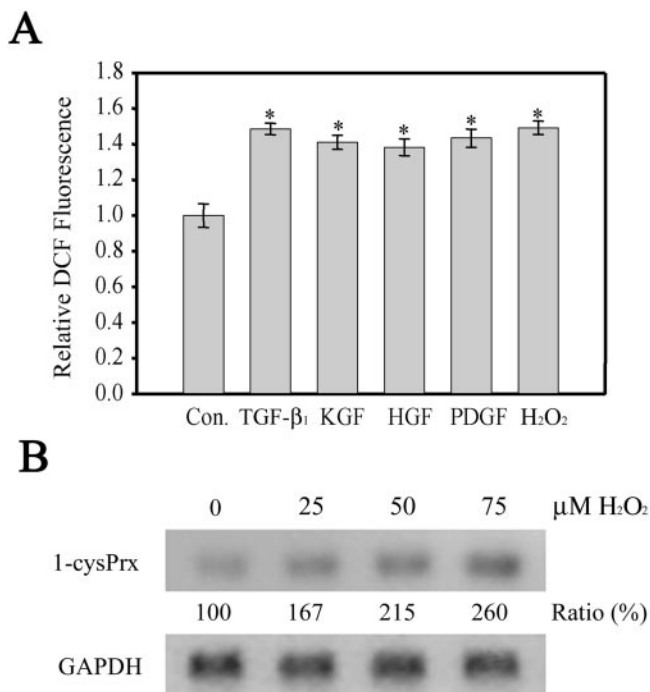 A
Relative DCF Fluorescence
1.8
1.6
1.4
1.2
1.0
0.8
0.6
0.4
0.2
0.0
* * * * *
Con. TGF-β₁ KGF HGF PDGF H₂O₂
B
0 25 50 75 μM H₂O₂
1-cysPrx
100 167 215 260 Ratio (%)
GAPDH